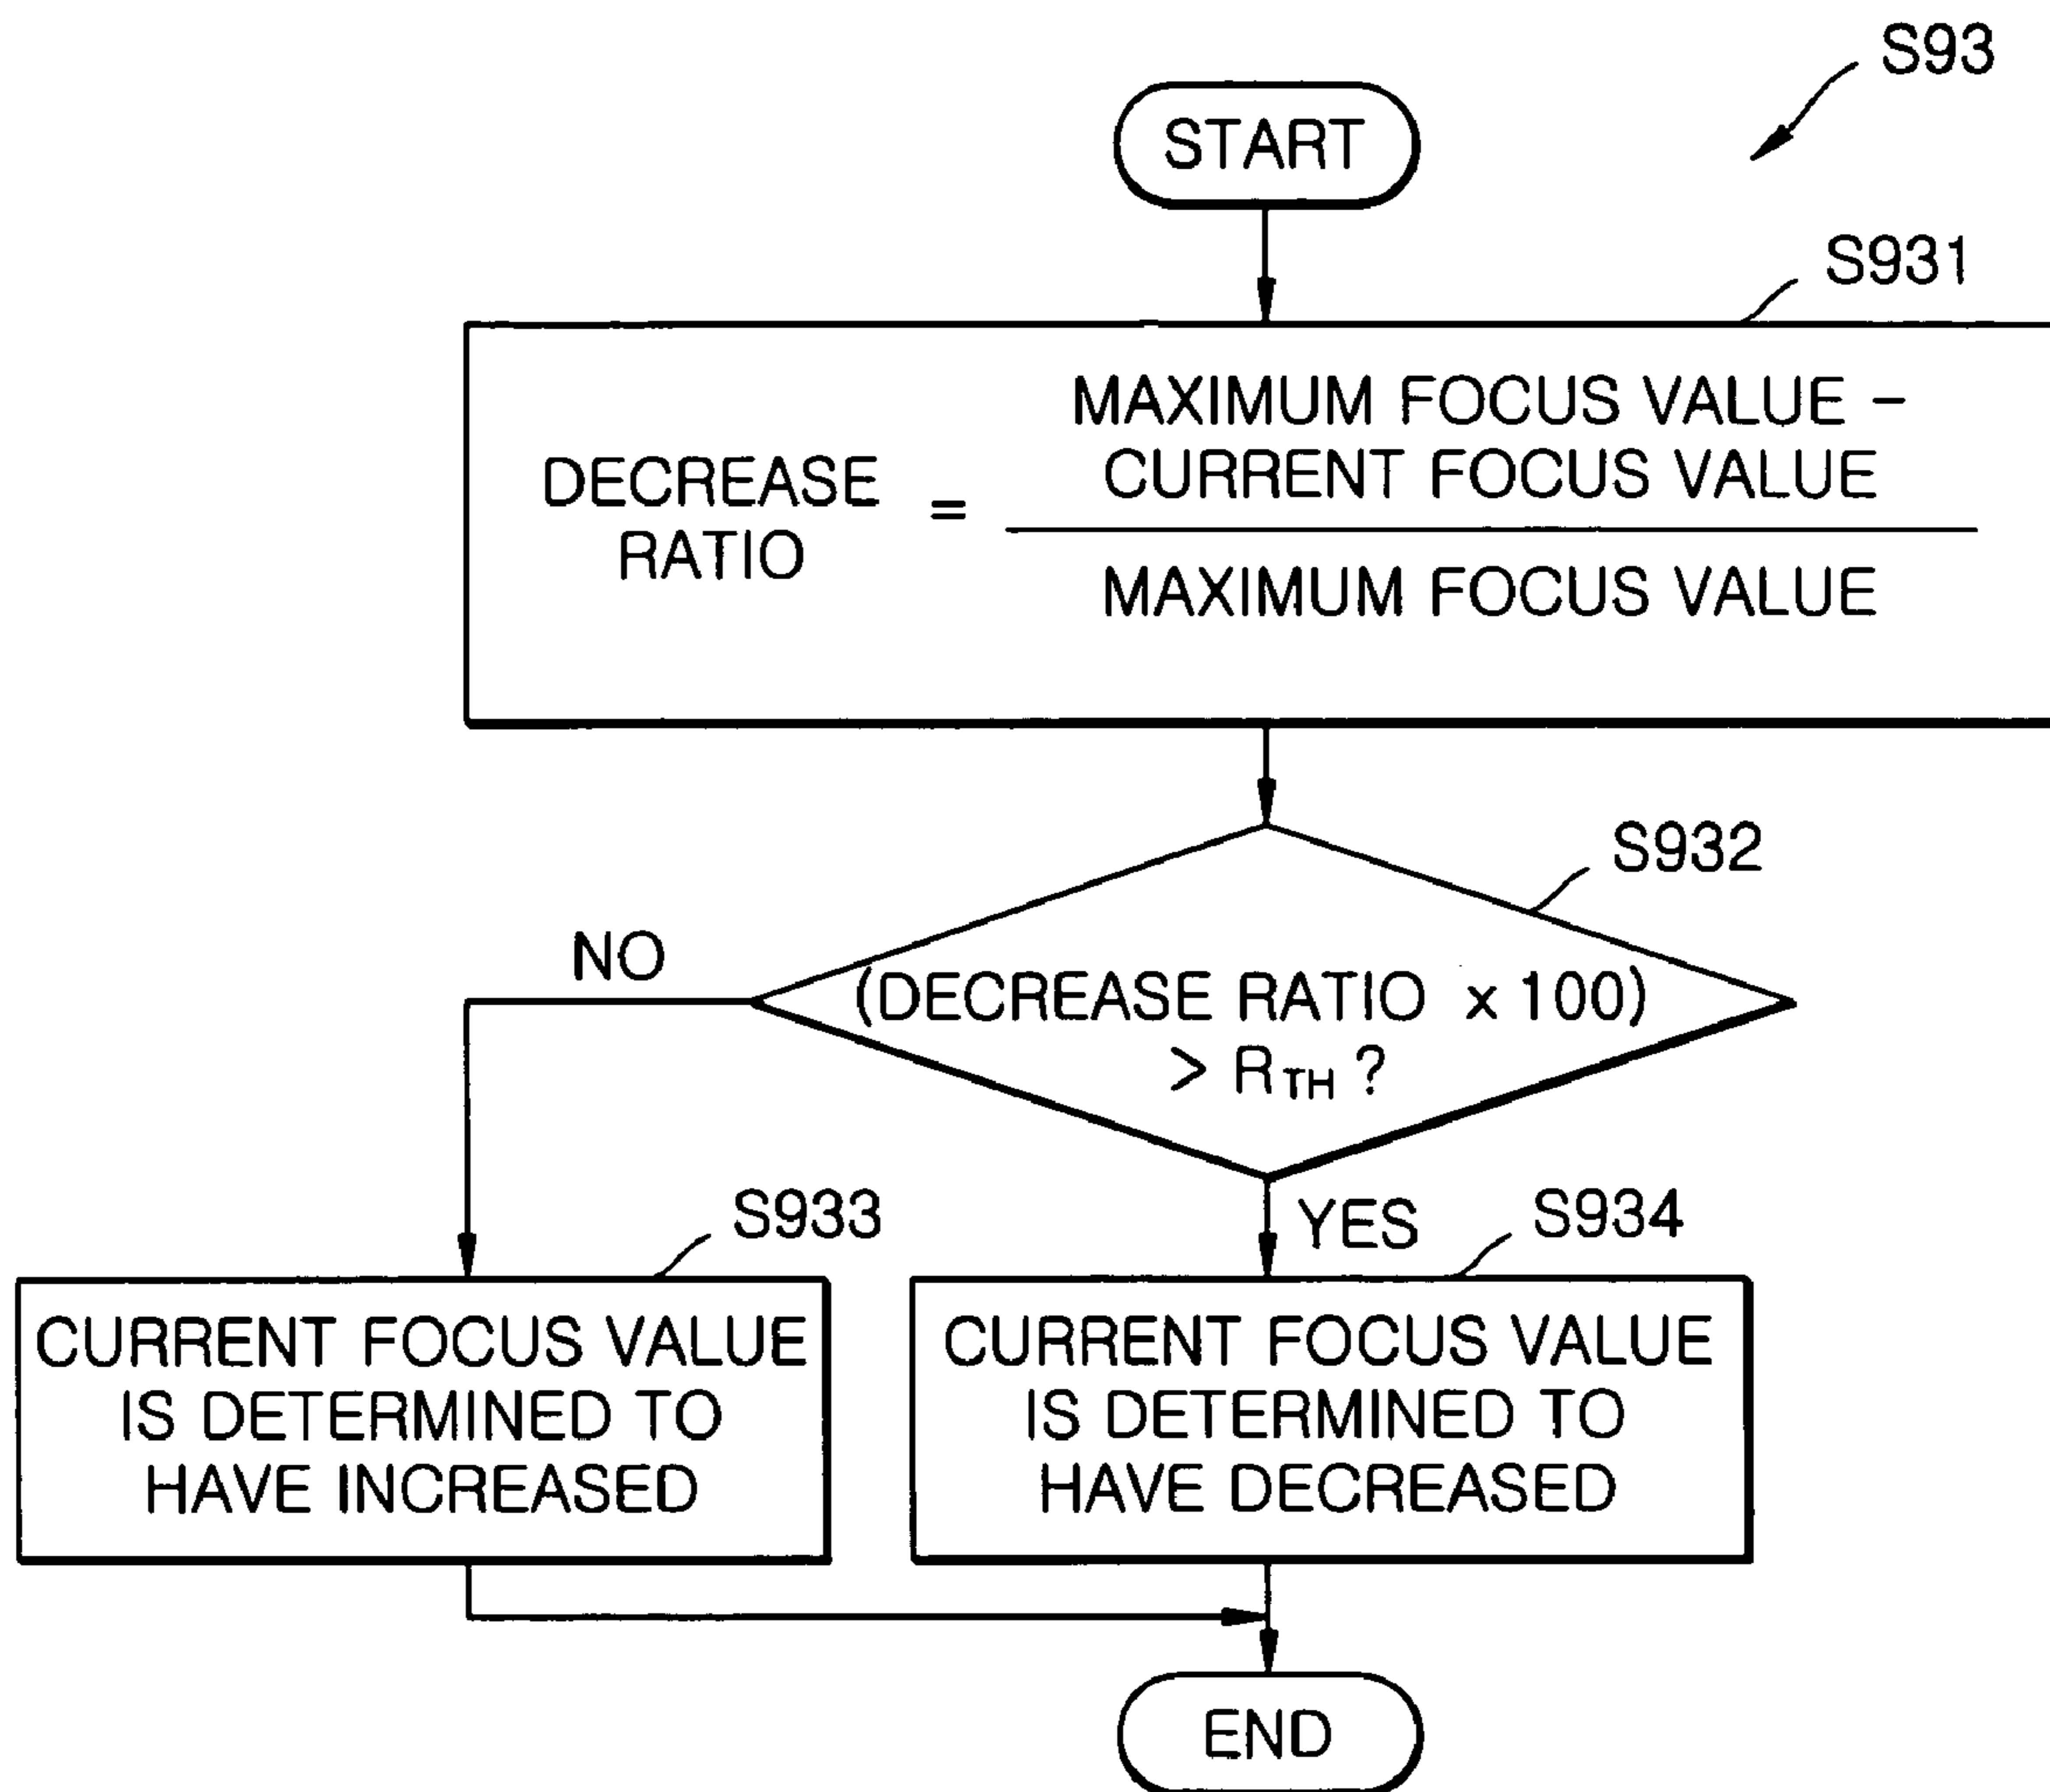 S93
START
S931
DECREASE
RATIO
=
MAXIMUM FOCUS VALUE –
CURRENT FOCUS VALUE
MAXIMUM FOCUS VALUE
S932
NO
(DECREASE RATIO x 100)
> RTH ?
YES
S933
S934
CURRENT FOCUS VALUE
IS DETERMINED TO
HAVE INCREASED
CURRENT FOCUS VALUE
IS DETERMINED TO
HAVE DECREASED
END